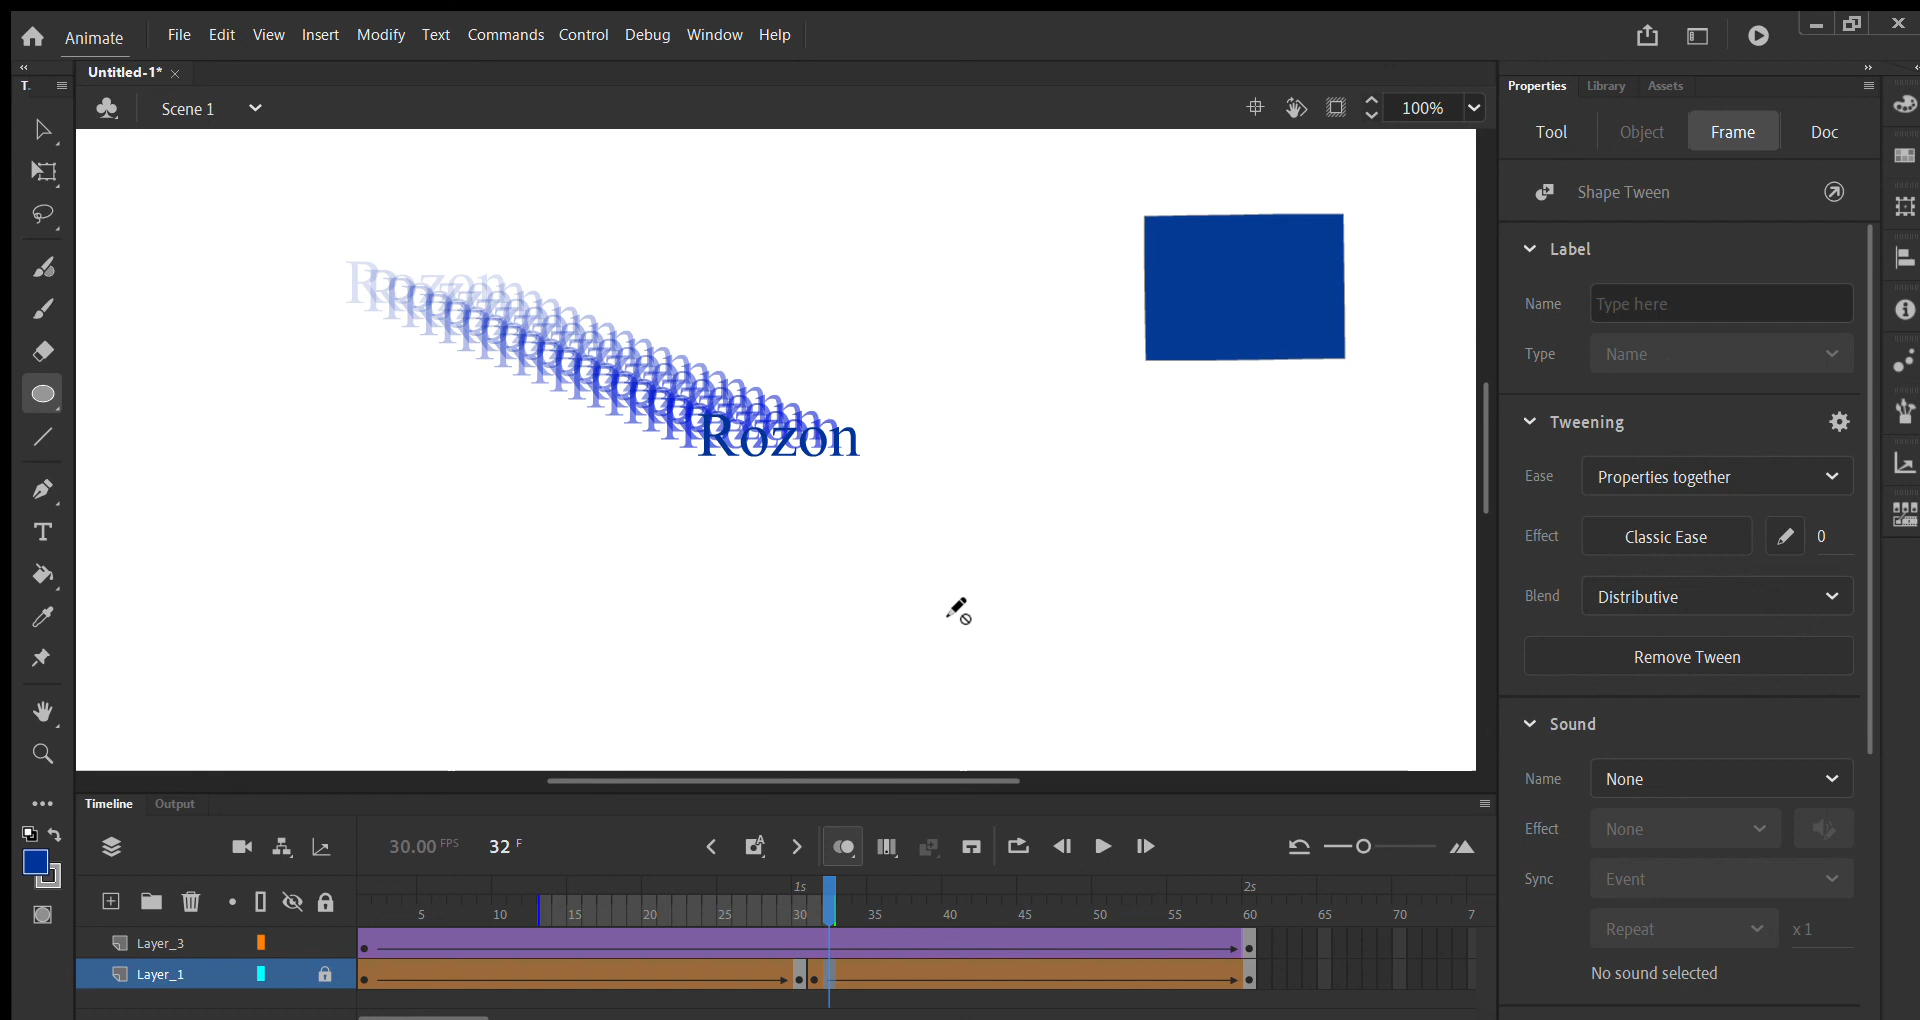 Animate File Edit View Insert Modify Text Commands Control Debug Window Help
Untitled-1*
T.
Scene 1
100%
Properties Library Assets
Tool Object Frame Doc
Shape Tween
Label
Name Type here
Type Name
Tweening
Ease Properties together
Effect Classic Ease 0
Blend Distributive
Remove Tween
Sound
Name None
Effect None
Sync Event
Repeat x 1
No sound selected
Rozon
Rozon
T
Timeline Output
30.00 FPS 32 F
1s 2s
5 10 15 20 25 30 35 40 45 50 55 60 65 70 7
Layer_3
Layer_1